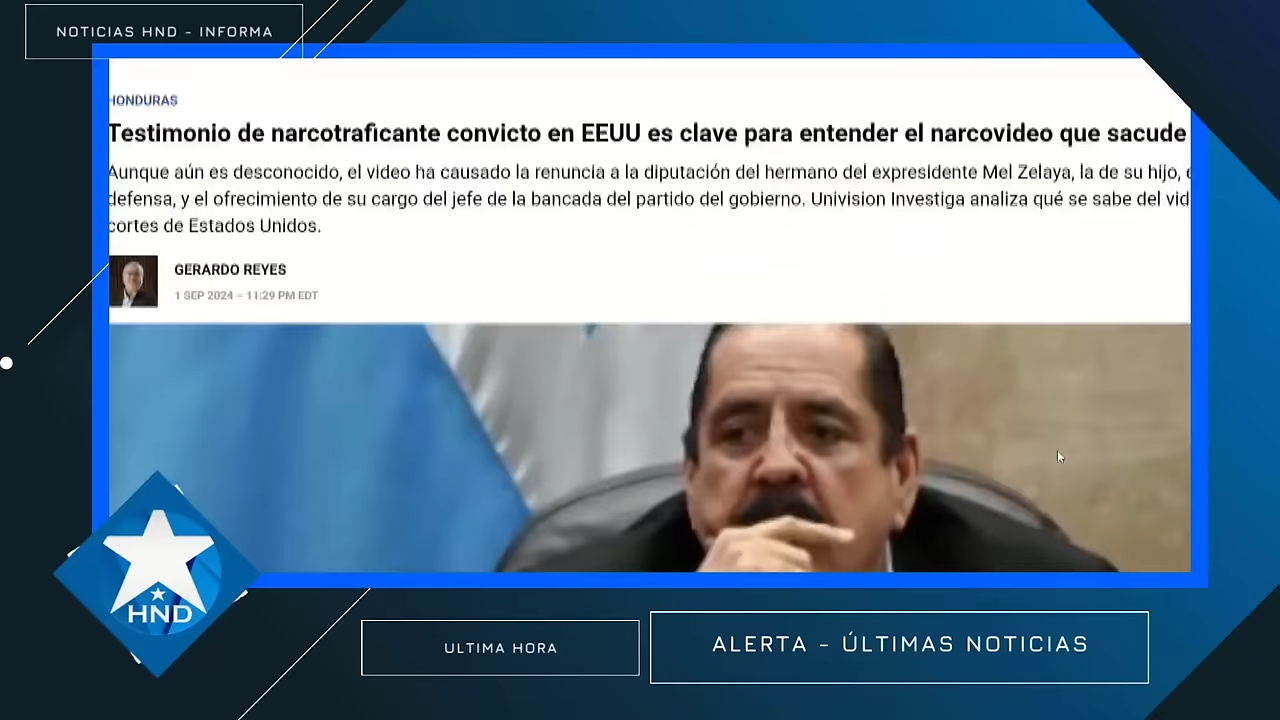 NOTICIAS HND - INFORMA
HONDURAS
Testimonio de narcotraficante convicto en EEUU es clave para entender el narcovideo que sacude
Aunque aún es desconocido, el video ha causado la renuncia a la diputación del hermano del expresidente Mel Zelaya, la de su hijo,
defensa, y el ofrecimiento de su cargo del jefe de la bancada del partido del gobierno. Univision Investiga analiza qué se sabe del vid
cortes de Estados Unidos.
GERARDO REYES
1 SEP 2024 – 11:29 PM EDT
HND
ULTIMA HORA
ALERTA - ÚLTIMAS NOTICIAS